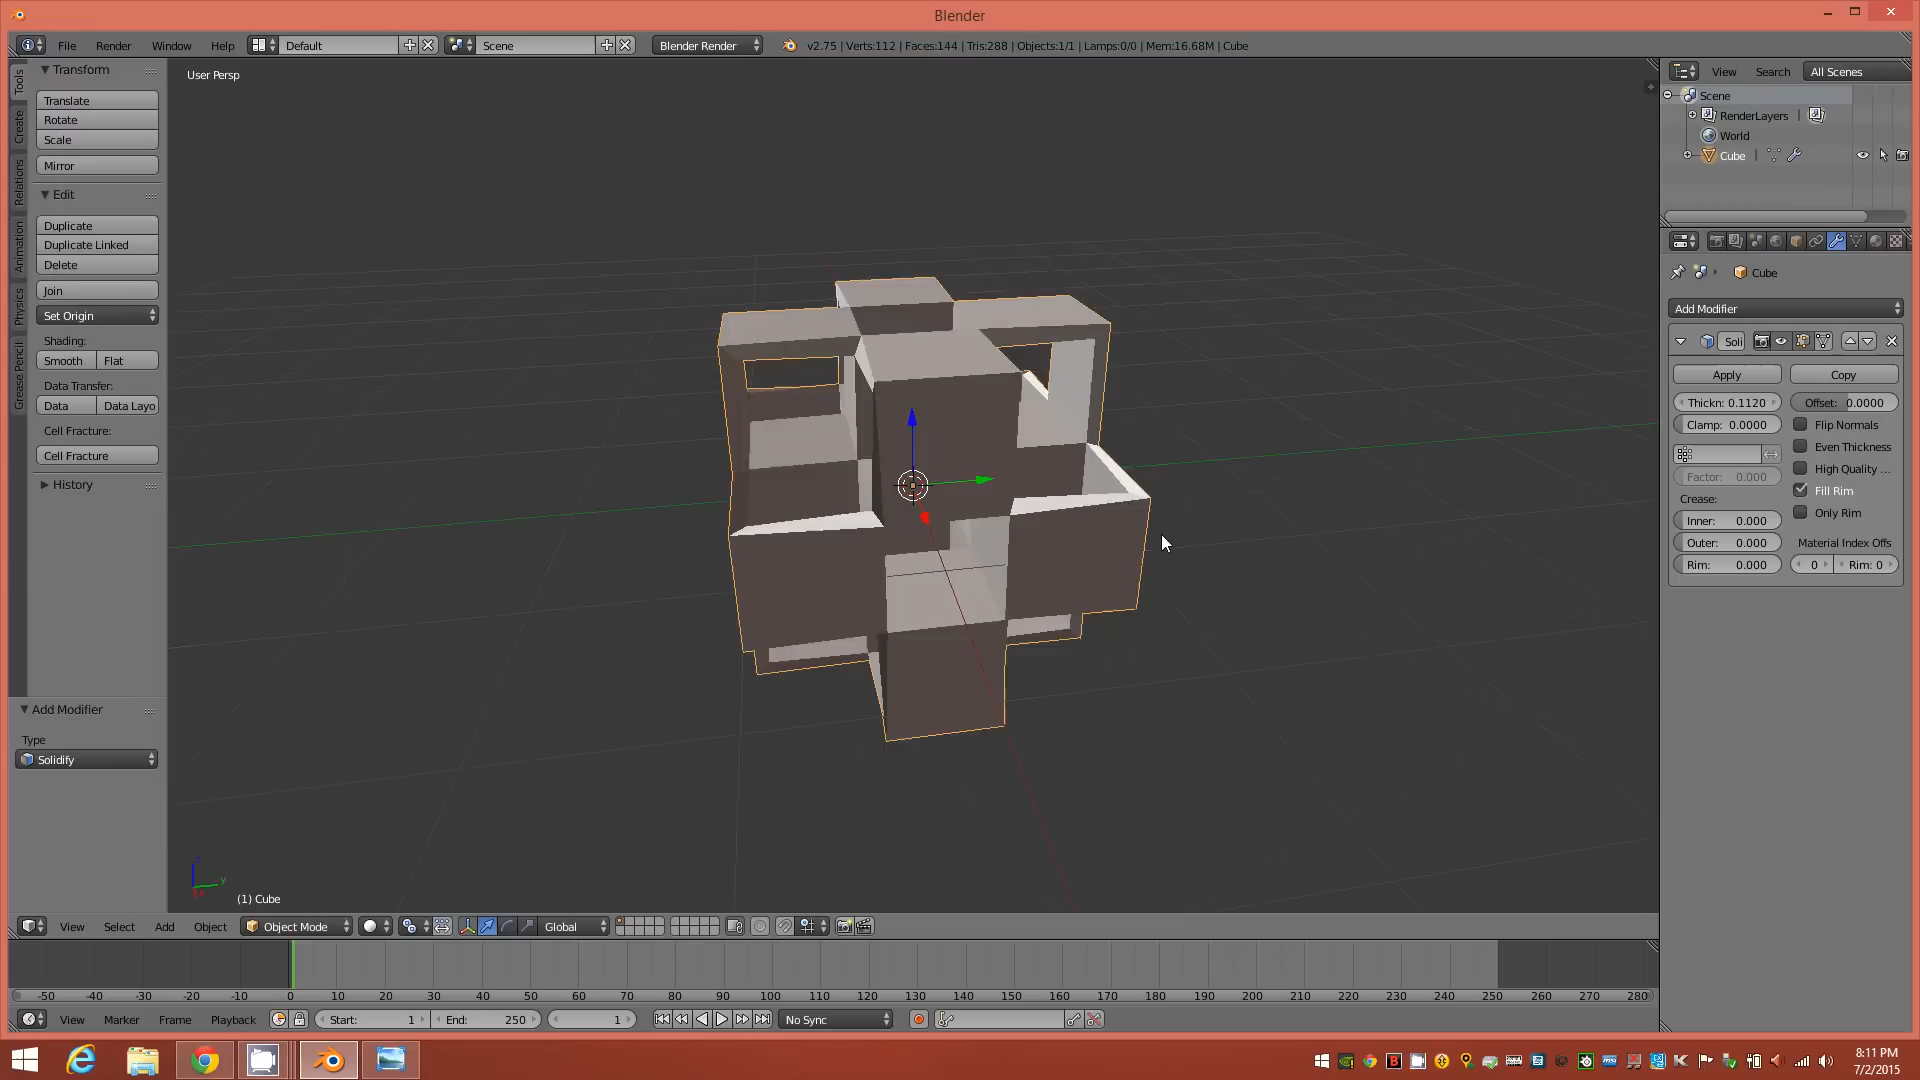 Blender
File Render Window Help Default Scene Blender Render v2.75 | Verts:112 | Faces:144 | Tris:288 | Objects:1/1 | Lamps:0/0 | Mem:16.68M | Cube
Tools
Create
Relations
Animation
Physics
Grease Pencil
Transform
Translate
Rotate
Scale
Mirror
Edit
Duplicate
Duplicate Linked
Delete
Join
Set Origin
Shading:
Smooth Flat
Data Transfer:
Data Data Layo
Cell Fracture:
Cell Fracture
History
Add Modifier
Type
Solidify
User Persp
z
y
(1) Cube
View Search All Scenes
Scene
RenderLayers |
World
Cube |
Cube
Add Modifier
Soli
Apply Copy
Thickn: 0.1120 Offset: 0.0000
Clamp: 0.0000 Flip Normals
Even Thickness
Factor: 0.000 High Quality ...
Crease: Fill Rim
Inner: 0.000 Only Rim
Outer: 0.000 Material Index Offs
Rim: 0.000 0 Rim: 0
View Select Add Object Object Mode Global
-50 -40 -30 -20 -10 0 10 20 30 40 50 60 70 80 90 100 110 120 130 140 150 160 170 180 190 200 210 220 230 240 250 260 270 280
View Marker Frame Playback Start: 1 End: 250 1 No Sync
8:11 PM
7/2/2015